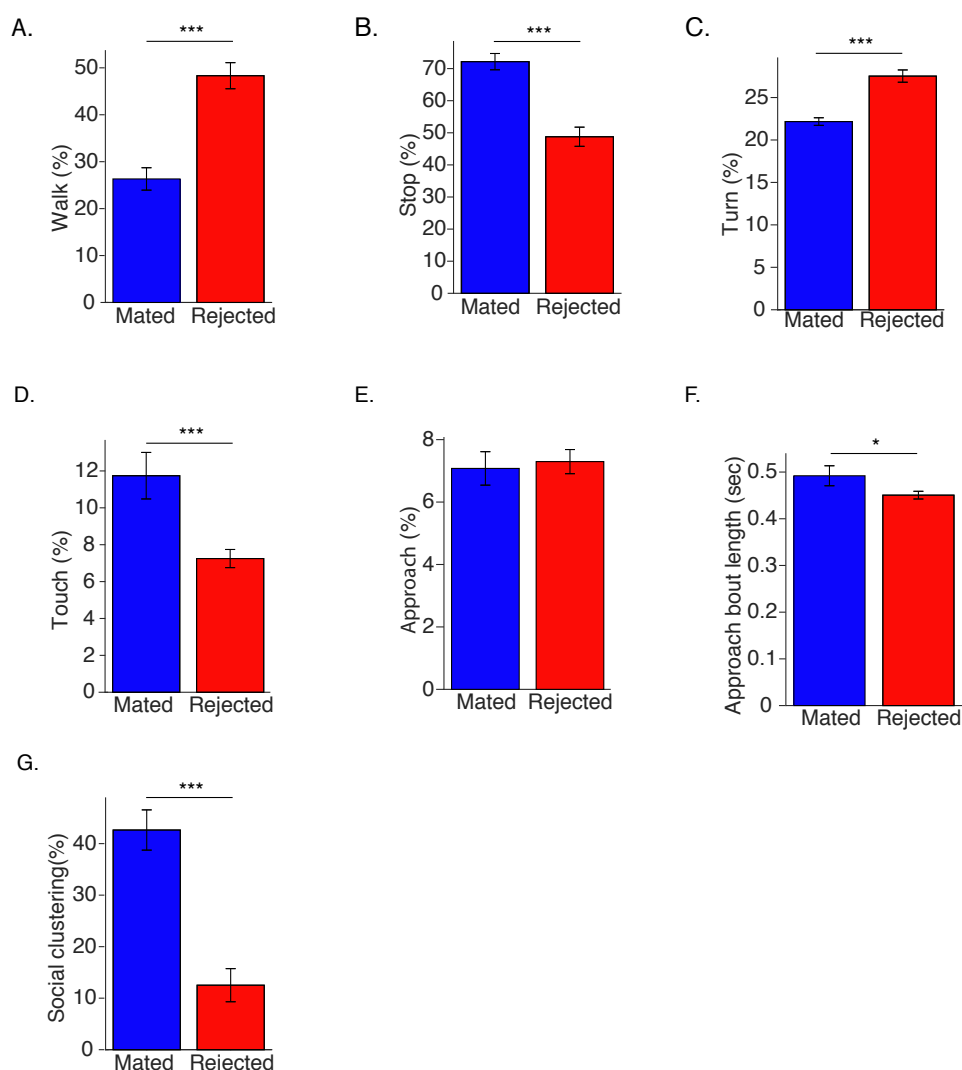 A.
***
Walk (%)
50
40
30
20
10
0
Mated Rejected
B.
***
Stop (%)
70
60
50
40
30
20
10
0
Mated Rejected
C.
***
Turn (%)
25
20
15
10
5
0
Mated Rejected
D.
***
Touch (%)
12
10
8
6
4
2
0
Mated Rejected
E.
Approach (%)
8
6
4
2
0
Mated Rejected
F.
*
Approach bout length (sec)
0.5
0.4
0.3
0.2
0.1
0
Mated Rejected
G.
***
Social clustering(%)
40
30
20
10
0
Mated Rejected